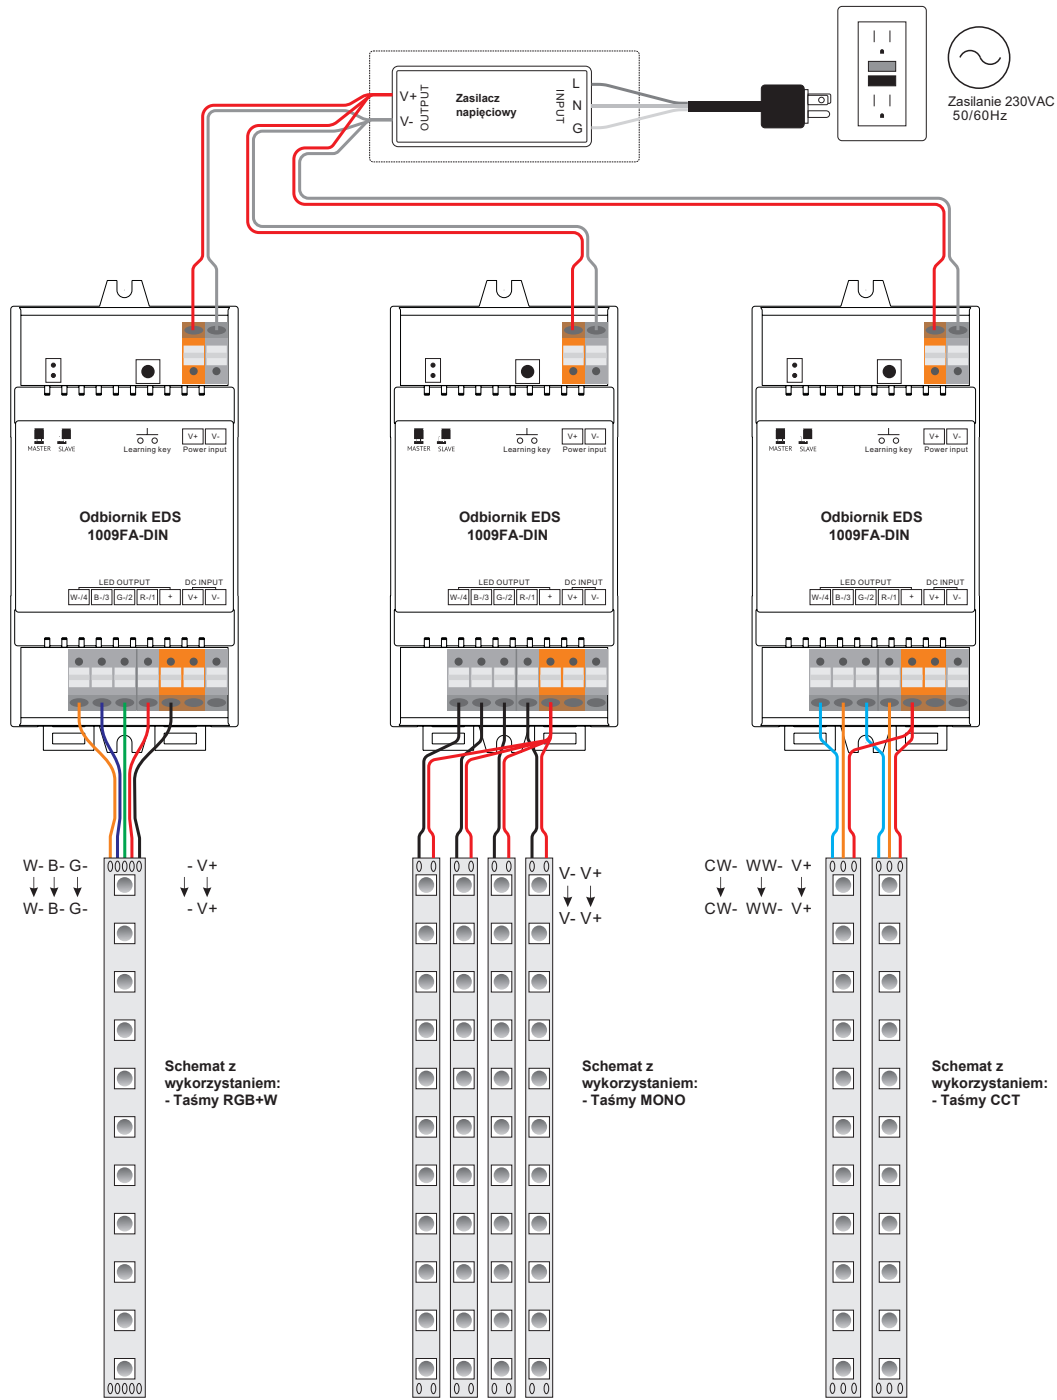 V+
V-
OUTPUT
Zasilacz
napięciowy
INPUT
L
N
G
Zasilanie 230VAC
50/60Hz
MASTER SLAVE
Learning key
V+ V-
Power input
Odbiornik EDS
1009FA-DIN
LED OUTPUT DC INPUT
W-/4 B-/3 G-/2 R-/1 + V+ V-
MASTER SLAVE
Learning key
V+ V-
Power input
Odbiornik EDS
1009FA-DIN
LED OUTPUT DC INPUT
W-/4 B-/3 G-/2 R-/1 + V+ V-
MASTER SLAVE
Learning key
V+ V-
Power input
Odbiornik EDS
1009FA-DIN
LED OUTPUT DC INPUT
W-/4 B-/3 G-/2 R-/1 + V+ V-
W- B- G- - V+
W- B- G- - V+
V- V+
V- V+
CW- WW- V+
CW- WW- V+
Schemat z
wykorzystaniem:
- Taśmy RGB+W
Schemat z
wykorzystaniem:
- Taśmy MONO
Schemat z
wykorzystaniem:
- Taśmy CCT